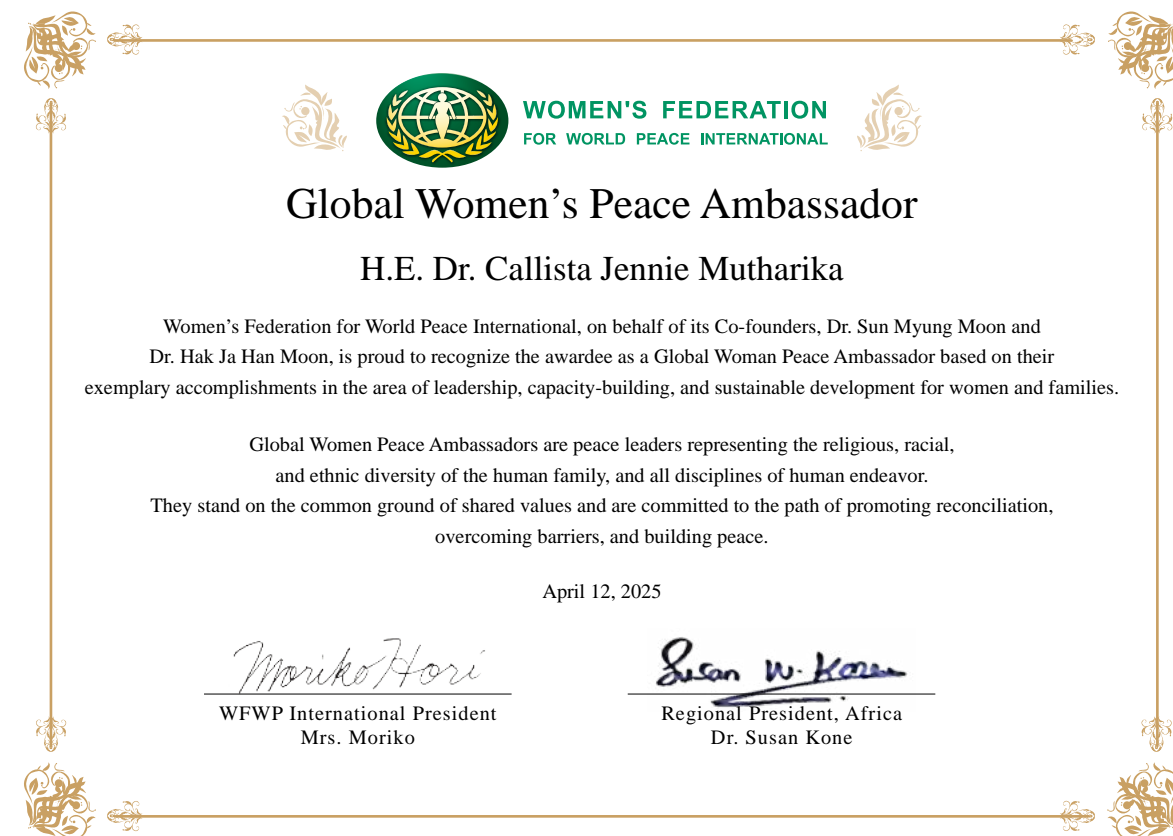 WOMEN'S FEDERATION
FOR WORLD PEACE INTERNATIONAL
Global Women’s Peace Ambassador
H.E. Dr. Callista Jennie Mutharika
Women’s Federation for World Peace International, on behalf of its Co-founders, Dr. Sun Myung Moon and
Dr. Hak Ja Han Moon, is proud to recognize the awardee as a Global Woman Peace Ambassador based on their
exemplary accomplishments in the area of leadership, capacity-building, and sustainable development for women and families.
Global Women Peace Ambassadors are peace leaders representing the religious, racial,
and ethnic diversity of the human family, and all disciplines of human endeavor.
They stand on the common ground of shared values and are committed to the path of promoting reconciliation,
overcoming barriers, and building peace.
April 12, 2025
Moriko Hori
Susan W. Kone
WFWP International President
Mrs. Moriko
Regional President, Africa
Dr. Susan Kone